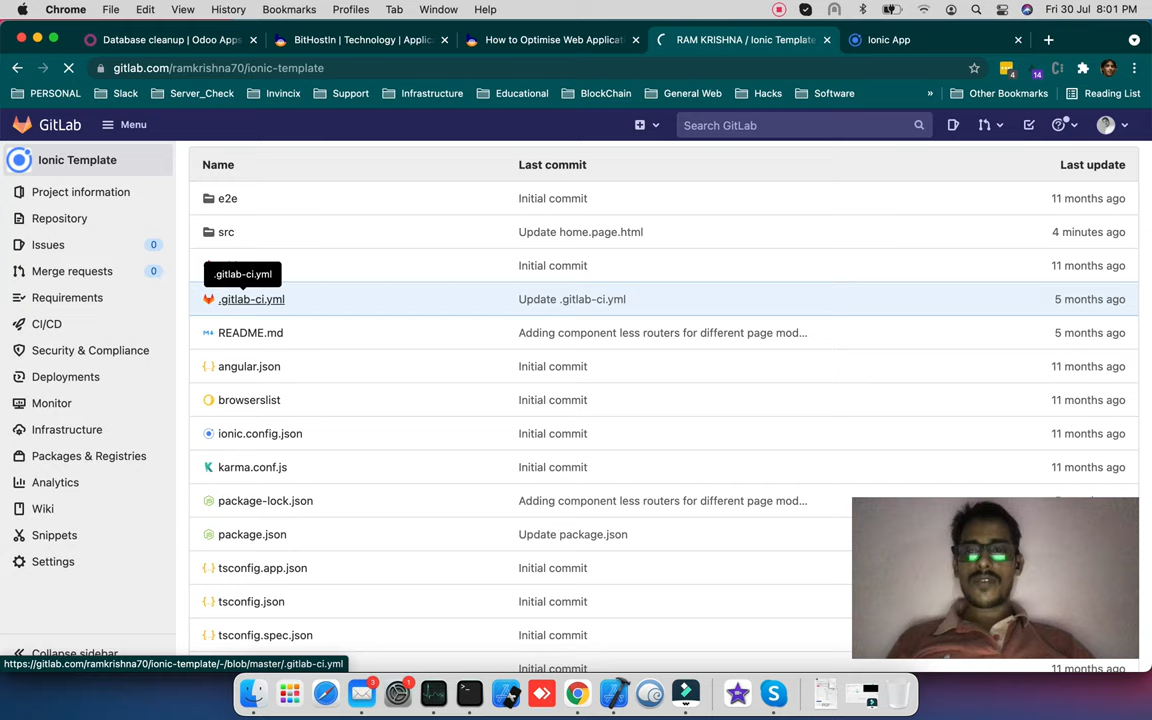 Chrome File Edit View History Bookmarks Profiles Tab Window Help Fri 30 Jul 8:01 PM
Database cleanup | Odoo Apps BitHostIn | Technology | Applic How to Optimise Web Applicati RAM KRISHNA / Ionic Template Ionic App
gitlab.com/ramkrishna70/ionic-template 4 14
PERSONAL Slack Server_Check Invincix Support Infrastructure Educational BlockChain General Web Hacks Software » Other Bookmarks Reading List
GitLab Menu Search GitLab
Ionic Template
Project information
Repository
Issues 0
Merge requests 0
Requirements
CI/CD
Security & Compliance
Deployments
Monitor
Infrastructure
Packages & Registries
Analytics
Wiki
Snippets
Settings
Collapse sidebar
Name Last commit Last update
e2e Initial commit 11 months ago
src Update home.page.html 4 minutes ago
Initial commit 11 months ago
.gitlab-ci.yml
.gitlab-ci.yml Update .gitlab-ci.yml 5 months ago
README.md Adding component less routers for different page mod... 5 months ago
angular.json Initial commit 11 months ago
browserslist Initial commit 11 months ago
ionic.config.json Initial commit 11 months ago
karma.conf.js Initial commit 11 months ago
package-lock.json Adding component less routers for different page mod...
package.json Update package.json
tsconfig.app.json Initial commit
tsconfig.json Initial commit
tsconfig.spec.json Initial commit
Initial commit 11 months ago
https://gitlab.com/ramkrishna70/ionic-template/-/blob/master/.gitlab-ci.yml
3 1